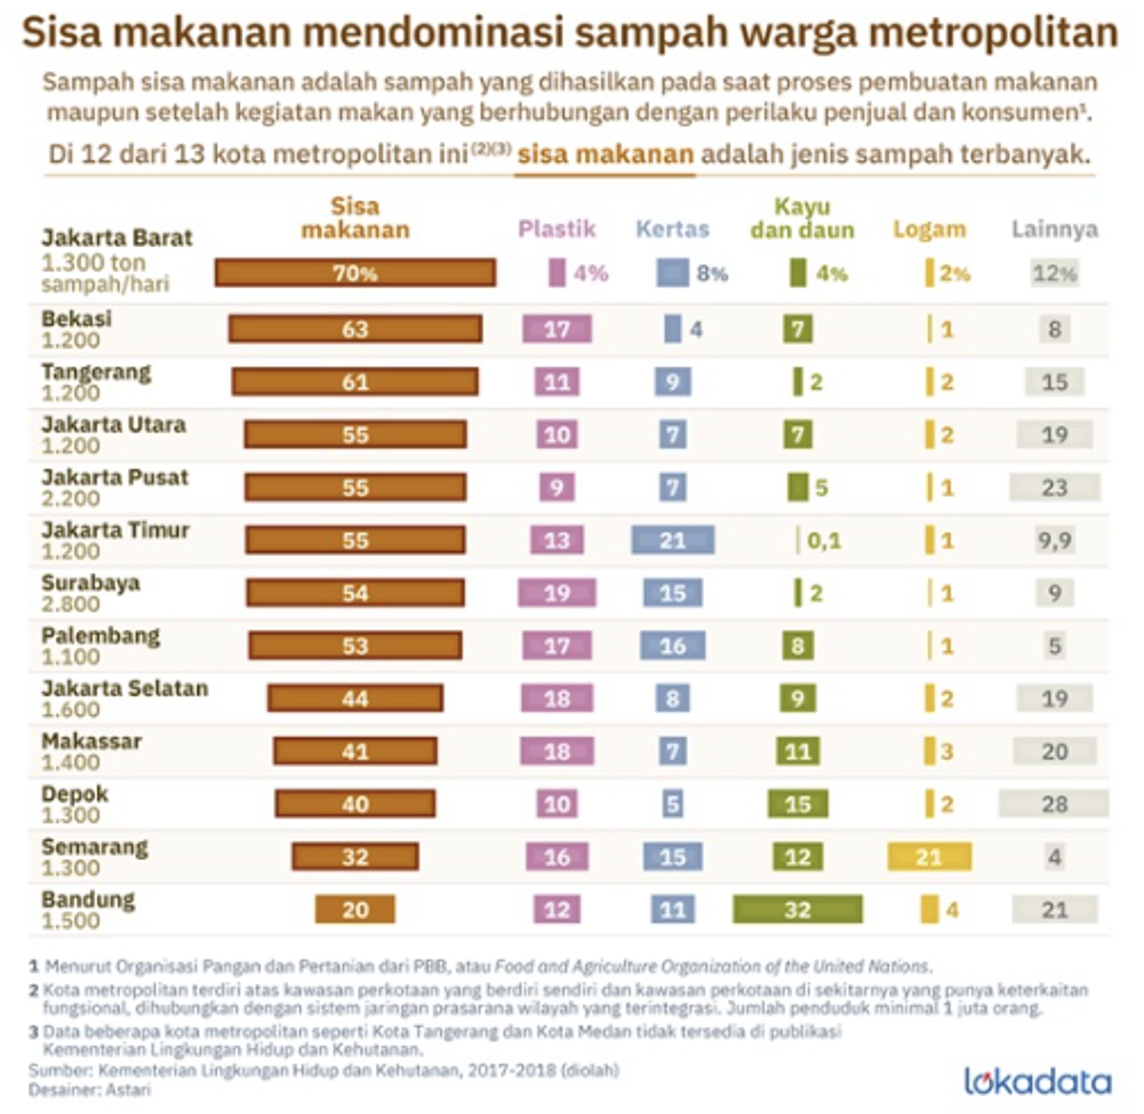 Sisa makanan mendominasi sampah warga metropolitan
Sampah sisa makanan adalah sampah yang dihasilkan pada saat proses pembuatan makanan
maupun setelah kegiatan makan yang berhubungan dengan perilaku penjual dan konsumen¹.
Di 12 dari 13 kota metropolitan ini⁽²⁾⁽³⁾ sisa makanan adalah jenis sampah terbanyak.
Sisa makanan Plastik Kertas Kayu dan daun Logam Lainnya
Jakarta Barat
1.300 ton sampah/hari 70% 4% 8% 4% 2% 12%
Bekasi
1.200 63 17 4 7 1 8
Tangerang
1.200 61 11 9 2 2 15
Jakarta Utara
1.200 55 10 7 7 2 19
Jakarta Pusat
2.200 55 9 7 5 1 23
Jakarta Timur
1.200 55 13 21 0,1 1 9,9
Surabaya
2.800 54 19 15 2 1 9
Palembang
1.100 53 17 16 8 1 5
Jakarta Selatan
1.600 44 18 8 9 2 19
Makassar
1.400 41 18 7 11 3 20
Depok
1.300 40 10 5 15 2 28
Semarang
1.300 32 16 15 12 21 4
Bandung
1.500 20 12 11 32 4 21
1 Menurut Organisasi Pangan dan Pertanian dari PBB, atau Food and Agriculture Organization of the United Nations.
2 Kota metropolitan terdiri atas kawasan perkotaan yang berdiri sendiri dan kawasan perkotaan di sekitarnya yang punya keterkaitan
fungsional, dihubungkan dengan sistem jaringan prasarana wilayah yang terintegrasi. Jumlah penduduk minimal 1 juta orang.
3 Data beberapa kota metropolitan seperti Kota Tangerang dan Kota Medan tidak tersedia di publikasi
Kementerian Lingkungan Hidup dan Kehutanan.
Sumber: Kementerian Lingkungan Hidup dan Kehutanan, 2017-2018 (diolah)
Desainer: Astari
lokadata